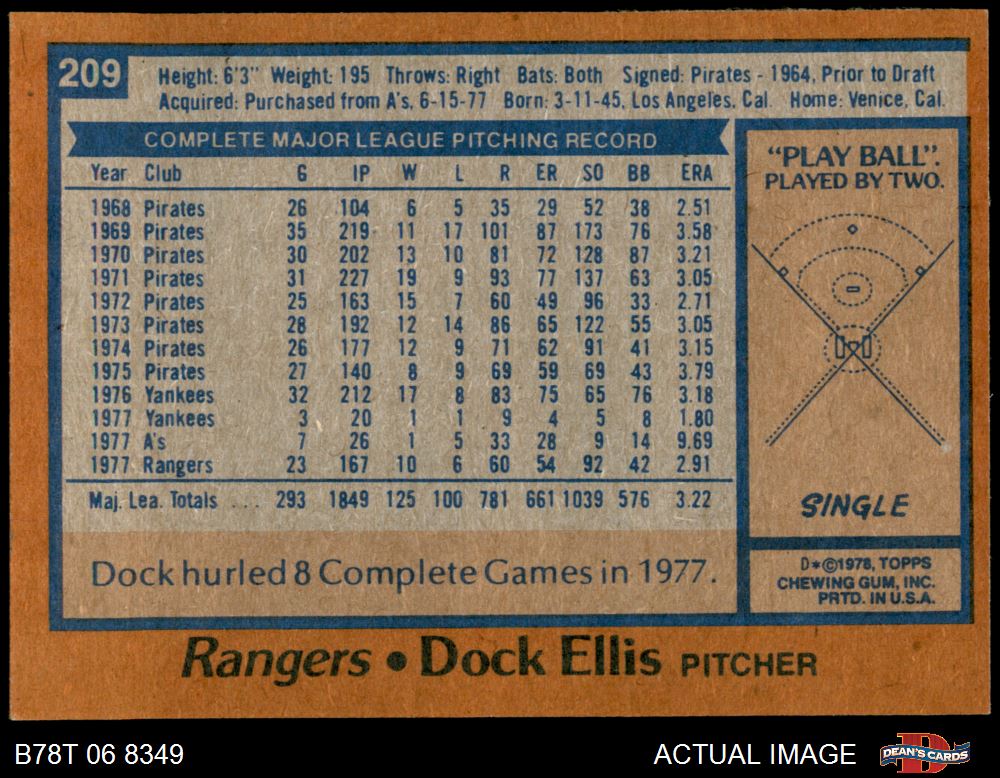 209
Height: 6'3" Weight: 195 Throws: Right Bats: Both Signed: Pirates - 1964, Prior to Draft
Acquired: Purchased from A's, 6-15-77 Born: 3-11-45, Los Angeles, Cal. Home: Venice, Cal.
COMPLETE MAJOR LEAGUE PITCHING RECORD
Year Club G IP W L R ER SO BB ERA
1968 Pirates 26 104 6 5 35 29 52 38 2.51
1969 Pirates 35 219 11 17 101 87 173 76 3.58
1970 Pirates 30 202 13 10 81 72 128 87 3.21
1971 Pirates 31 227 19 9 93 77 137 63 3.05
1972 Pirates 25 163 15 7 60 49 96 33 2.71
1973 Pirates 28 192 12 14 86 65 122 55 3.05
1974 Pirates 26 177 12 9 71 62 91 41 3.15
1975 Pirates 27 140 8 9 69 59 69 43 3.79
1976 Yankees 32 212 17 8 83 75 65 76 3.18
1977 Yankees 3 20 1 1 9 4 5 8 1.80
1977 A's 7 26 1 5 33 28 9 14 9.69
1977 Rangers 23 167 10 6 60 54 92 42 2.91
Maj. Lea. Totals ... 293 1849 125 100 781 661 1039 576 3.22
Dock hurled 8 Complete Games in 1977.
"PLAY BALL".
PLAYED BY TWO.
SINGLE
D*©1978, TOPPS
CHEWING GUM, INC.
PRTD. IN U.S.A.
Rangers • Dock Ellis PITCHER
B78T 06 8349
ACTUAL IMAGE
D
DEAN'S CARDS